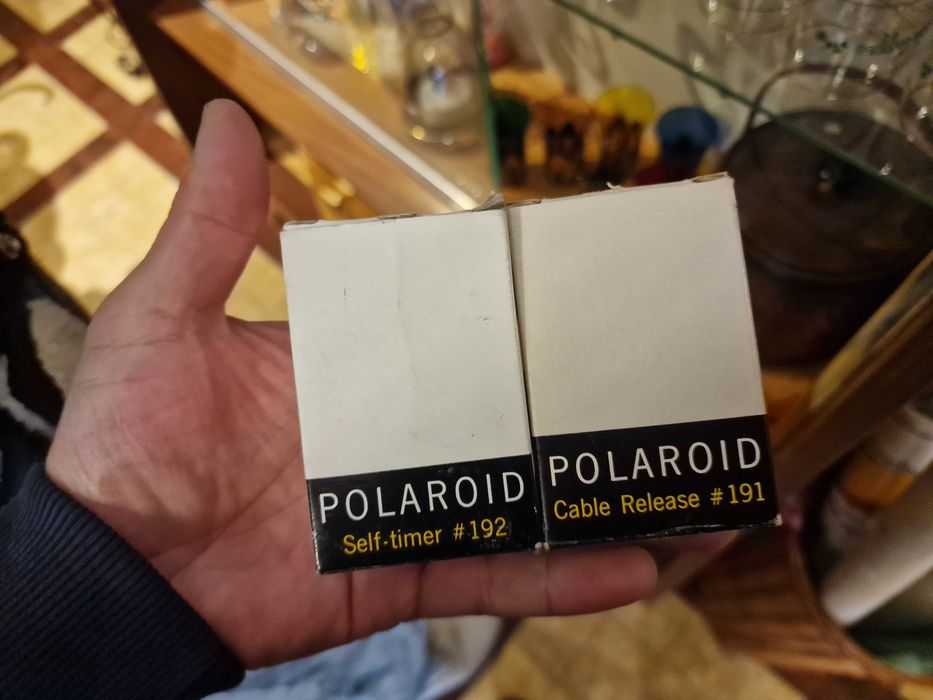 POLAROID
Self-timer #192
POLAROID
Cable Release #191